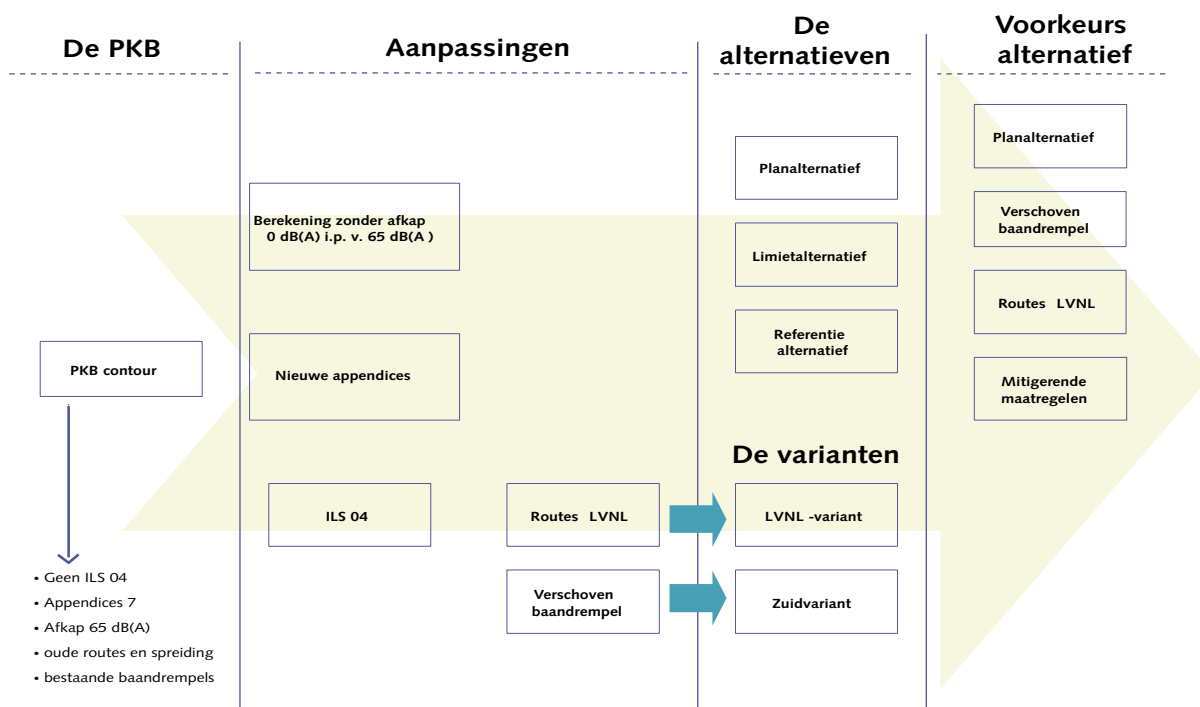 De PKB
PKB contour
• Geen ILS 04
• Appendices 7
• Afkap 65 dB(A)
• oude routes en spreiding
• bestaande baandrempels
Aanpassingen
Berekening zonder afkap
0 dB(A) i.p. v. 65 dB(A )
Nieuwe appendices
ILS 04
Routes LVNL
Verschoven
baandrempel
De
alternatieven
Planalternatief
Limietalternatief
Referentie
alternatief
De varianten
LVNL -variant
Zuidvariant
Voorkeurs
alternatief
Planalternatief
Verschoven
baandrempel
Routes LVNL
Mitigerende
maatregelen